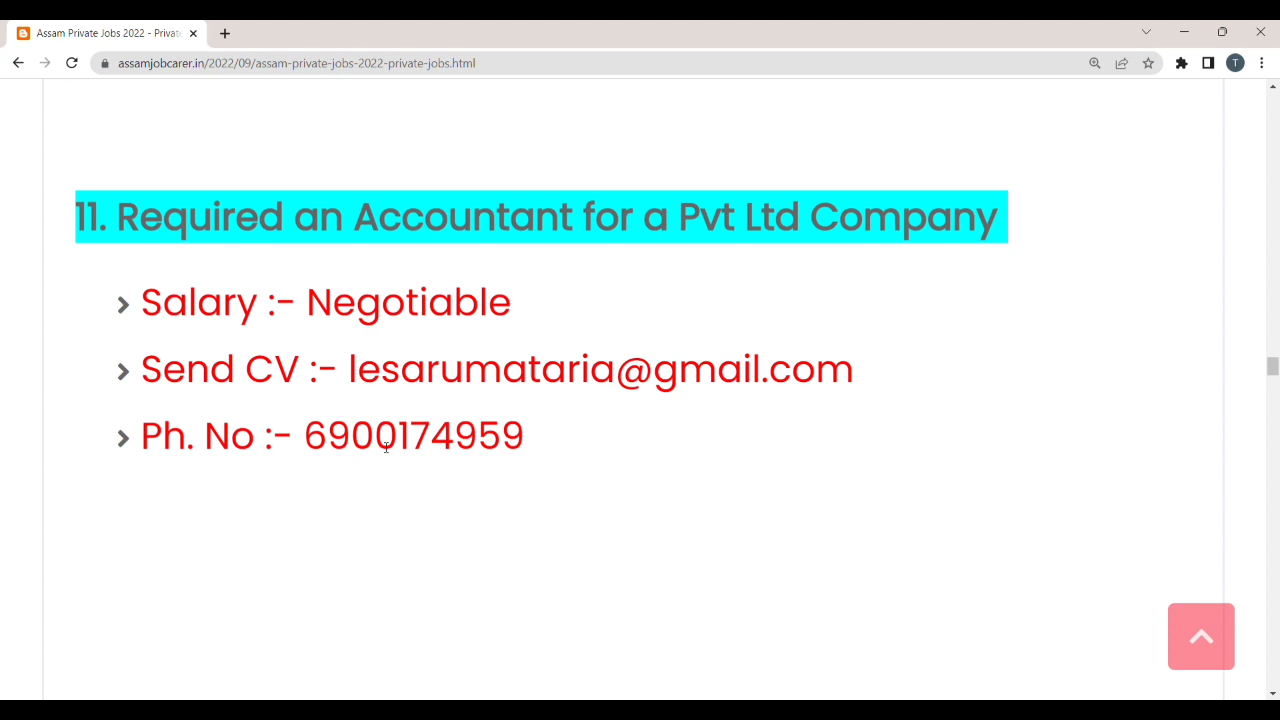 Assam Private Jobs 2022 - Privat
assamjobcarer.in/2022/09/assam-private-jobs-2022-private-jobs.html
T
11. Required an Accountant for a Pvt Ltd Company
Salary :- Negotiable
Send CV :- lesarumataria@gmail.com
Ph. No :- 6900174959